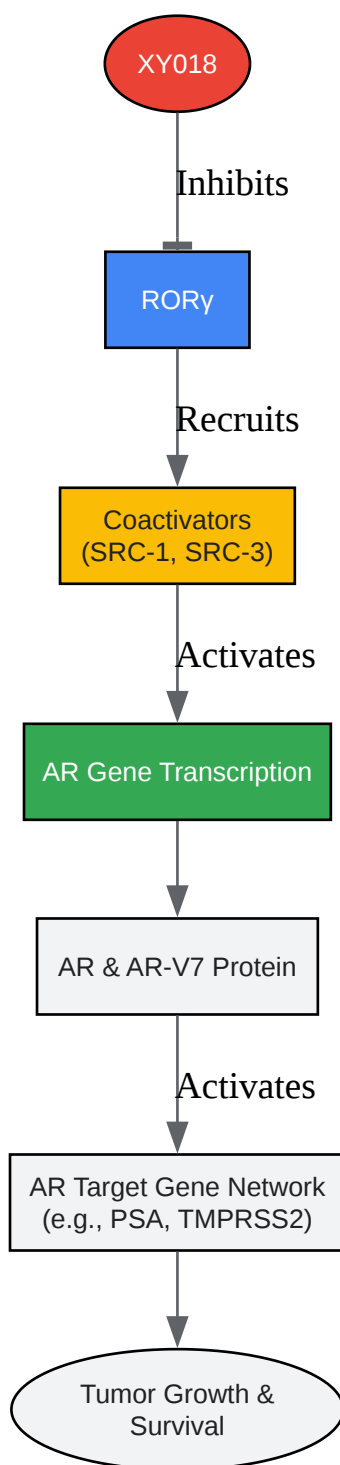 XY018
Inhibits
RORγ
Recruits
Coactivators
(SRC-1, SRC-3)
Activates
AR Gene Transcription
AR & AR-V7 Protein
Activates
AR Target Gene Network
(e.g., PSA, TMPRSS2)
Tumor Growth &
Survival